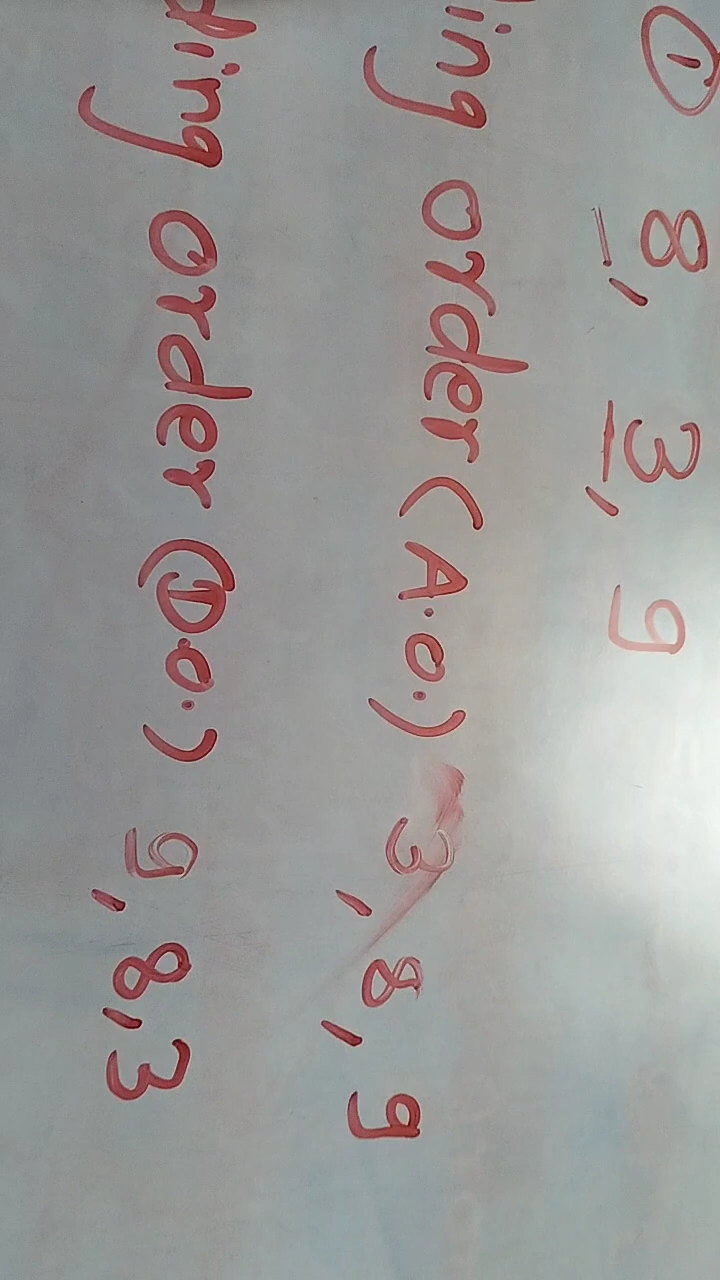 ① 8, 3, 9
ing order (A.O.) 3, 8, 9
ding order (D.O.) 9, 8, 3